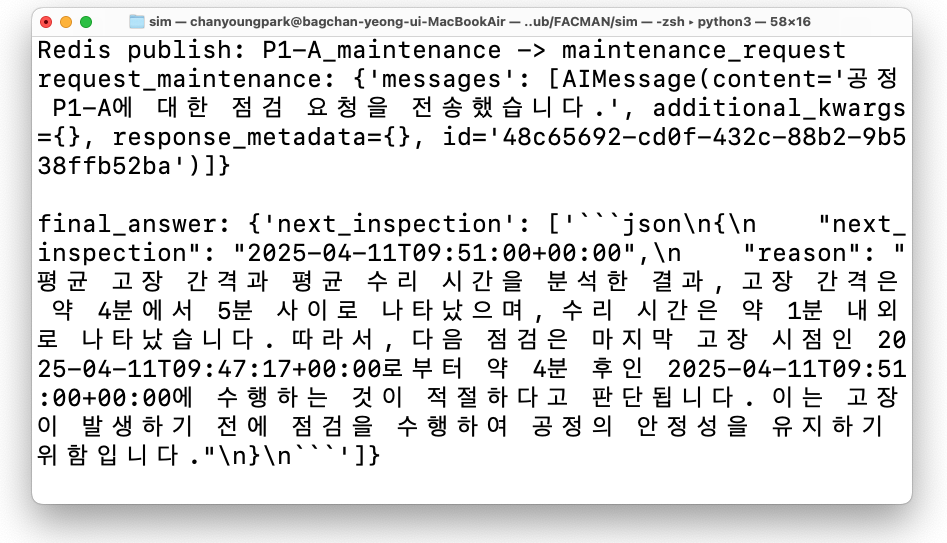 sim — chanyoungpark@bagchan-yeong-ui-MacBookAir — ..ub/FACMAN/sim — -zsh ▸ python3 — 58×16
Redis publish: P1-A_maintenance -> maintenance_request
request_maintenance: {'messages': [AIMessage(content='공정
 P1-A에 대한 점검 요청을 전송했습니다.', additional_kwargs
={}, response_metadata={}, id='48c65692-cd0f-432c-88b2-9b5
38ffb52ba')]}
final_answer: {'next_inspection': ['```json\n{\n    "next_
inspection": "2025-04-11T09:51:00+00:00",\n    "reason": "
평균 고장 간격과 평균 수리 시간을 분석한 결과, 고장 간격은
 약 4분에서 5분 사이로 나타났으며, 수리 시간은 약 1분 내외
로 나타났습니다. 따라서, 다음 점검은 마지막 고장 시점인 20
25-04-11T09:47:17+00:00로부터 약 4분 후인 2025-04-11T09:51
:00+00:00에 수행하는 것이 적절하다고 판단됩니다. 이는 고장
이 발생하기 전에 점검을 수행하여 공정의 안정성을 유지하기
위함입니다."\n}\n```']}